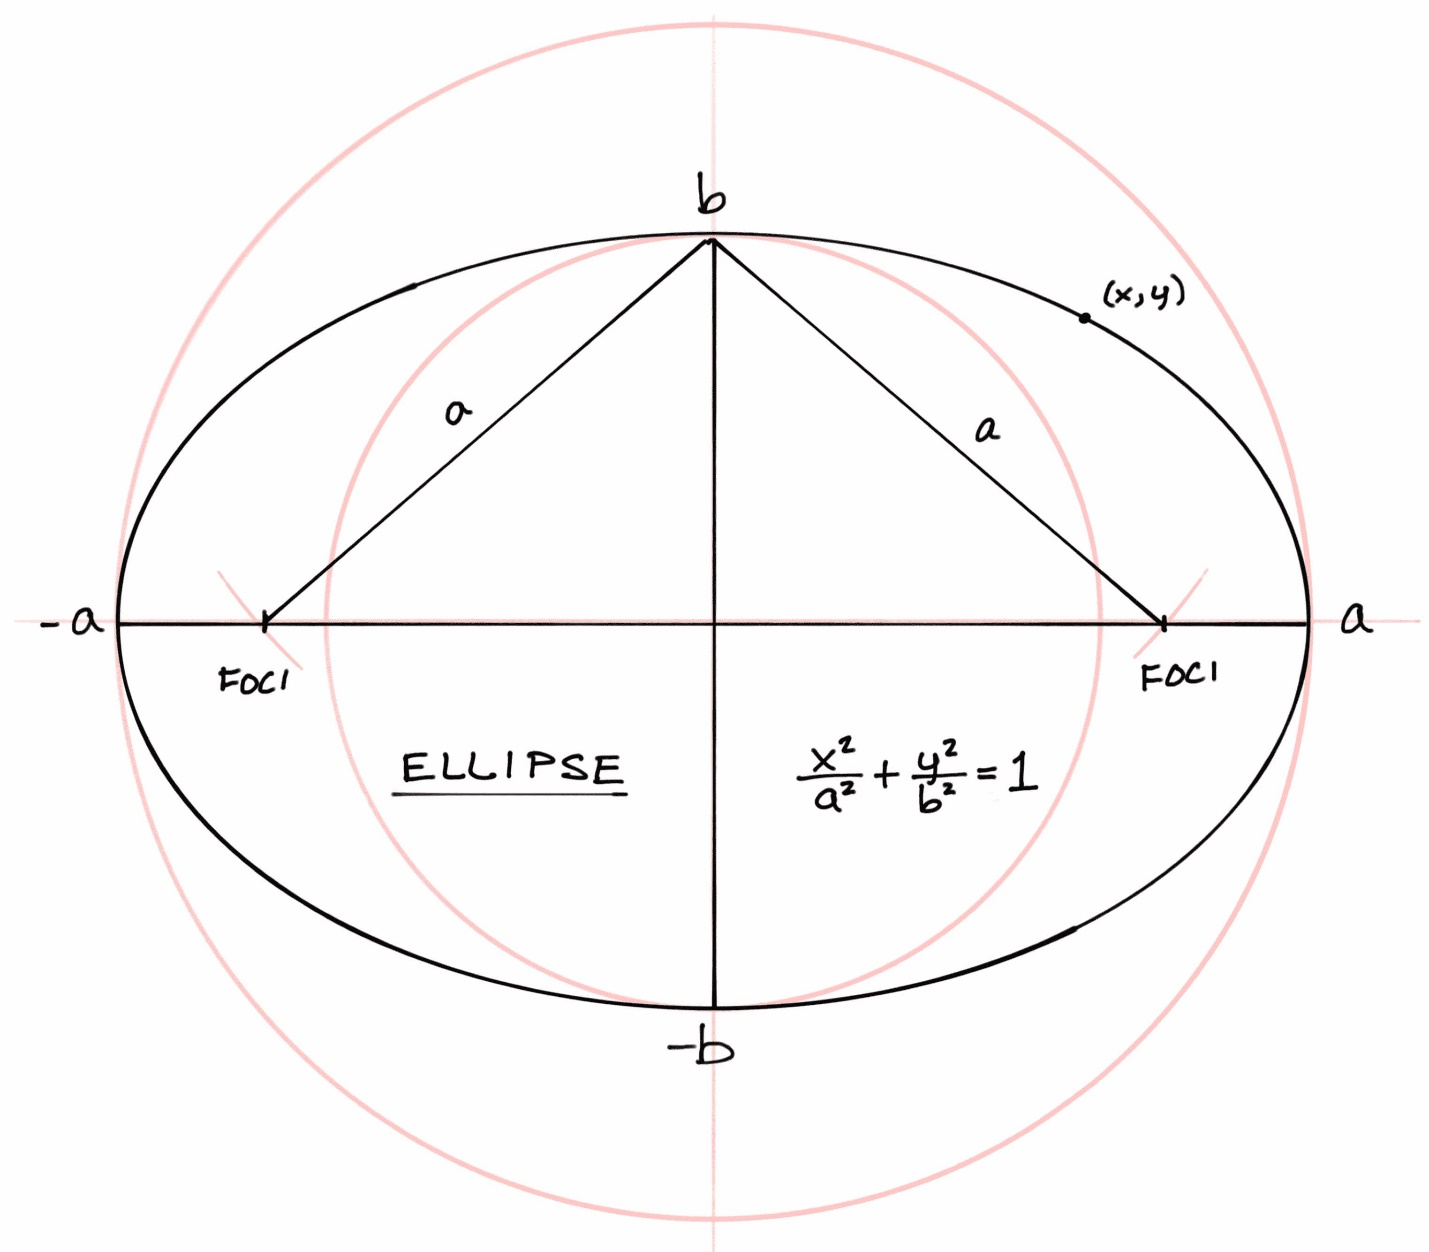 b
(x,y)
a
a
-a
a
FOCI
FOCI
ELLIPSE
x²/a² + y²/b² = 1
-b